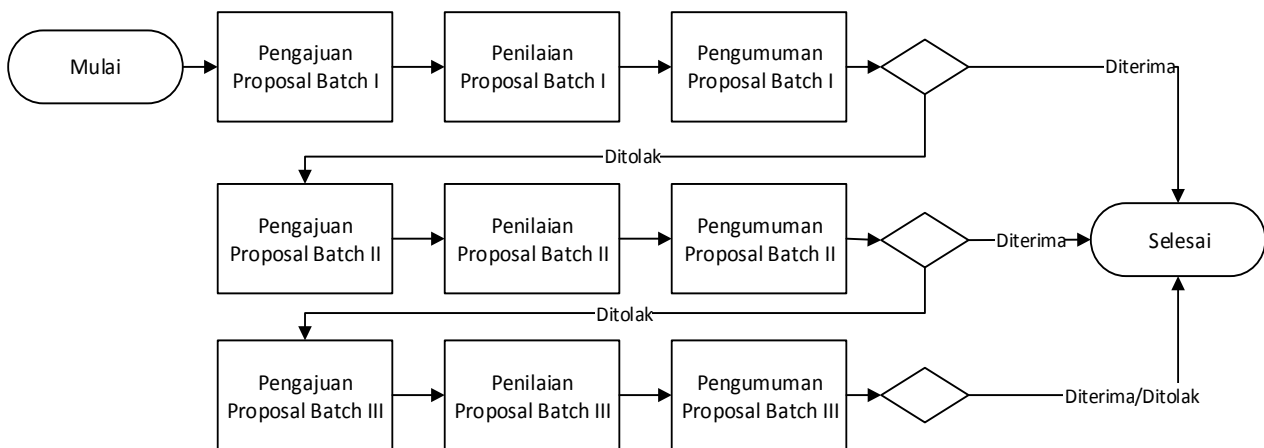 Mulai
Pengajuan
Proposal Batch I
Penilaian
Proposal Batch I
Pengumuman
Proposal Batch I
Diterima
Ditolak
Pengajuan
Proposal Batch II
Penilaian
Proposal Batch II
Pengumuman
Proposal Batch II
Diterima
Selesai
Ditolak
Pengajuan
Proposal Batch III
Penilaian
Proposal Batch III
Pengumuman
Proposal Batch III
Diterima/Ditolak